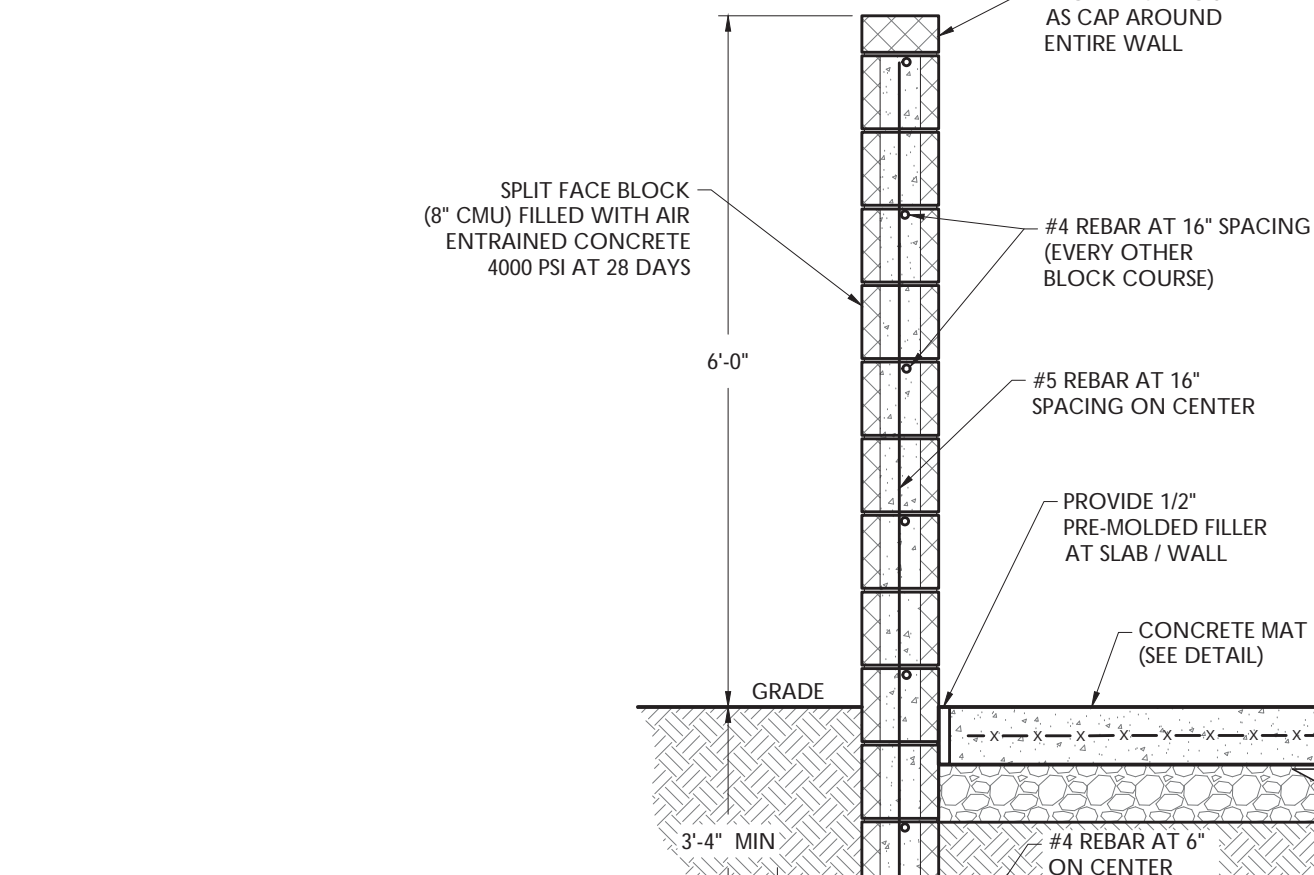 AS CAP AROUND
ENTIRE WALL
SPLIT FACE BLOCK
(8" CMU) FILLED WITH AIR
ENTRAINED CONCRETE
4000 PSI AT 28 DAYS
#4 REBAR AT 16" SPACING
(EVERY OTHER
BLOCK COURSE)
6'-0"
#5 REBAR AT 16"
SPACING ON CENTER
PROVIDE 1/2"
PRE-MOLDED FILLER
AT SLAB / WALL
CONCRETE MAT
(SEE DETAIL)
GRADE
X X X X X X X X
3'-4" MIN
#4 REBAR AT 6"
ON CENTER